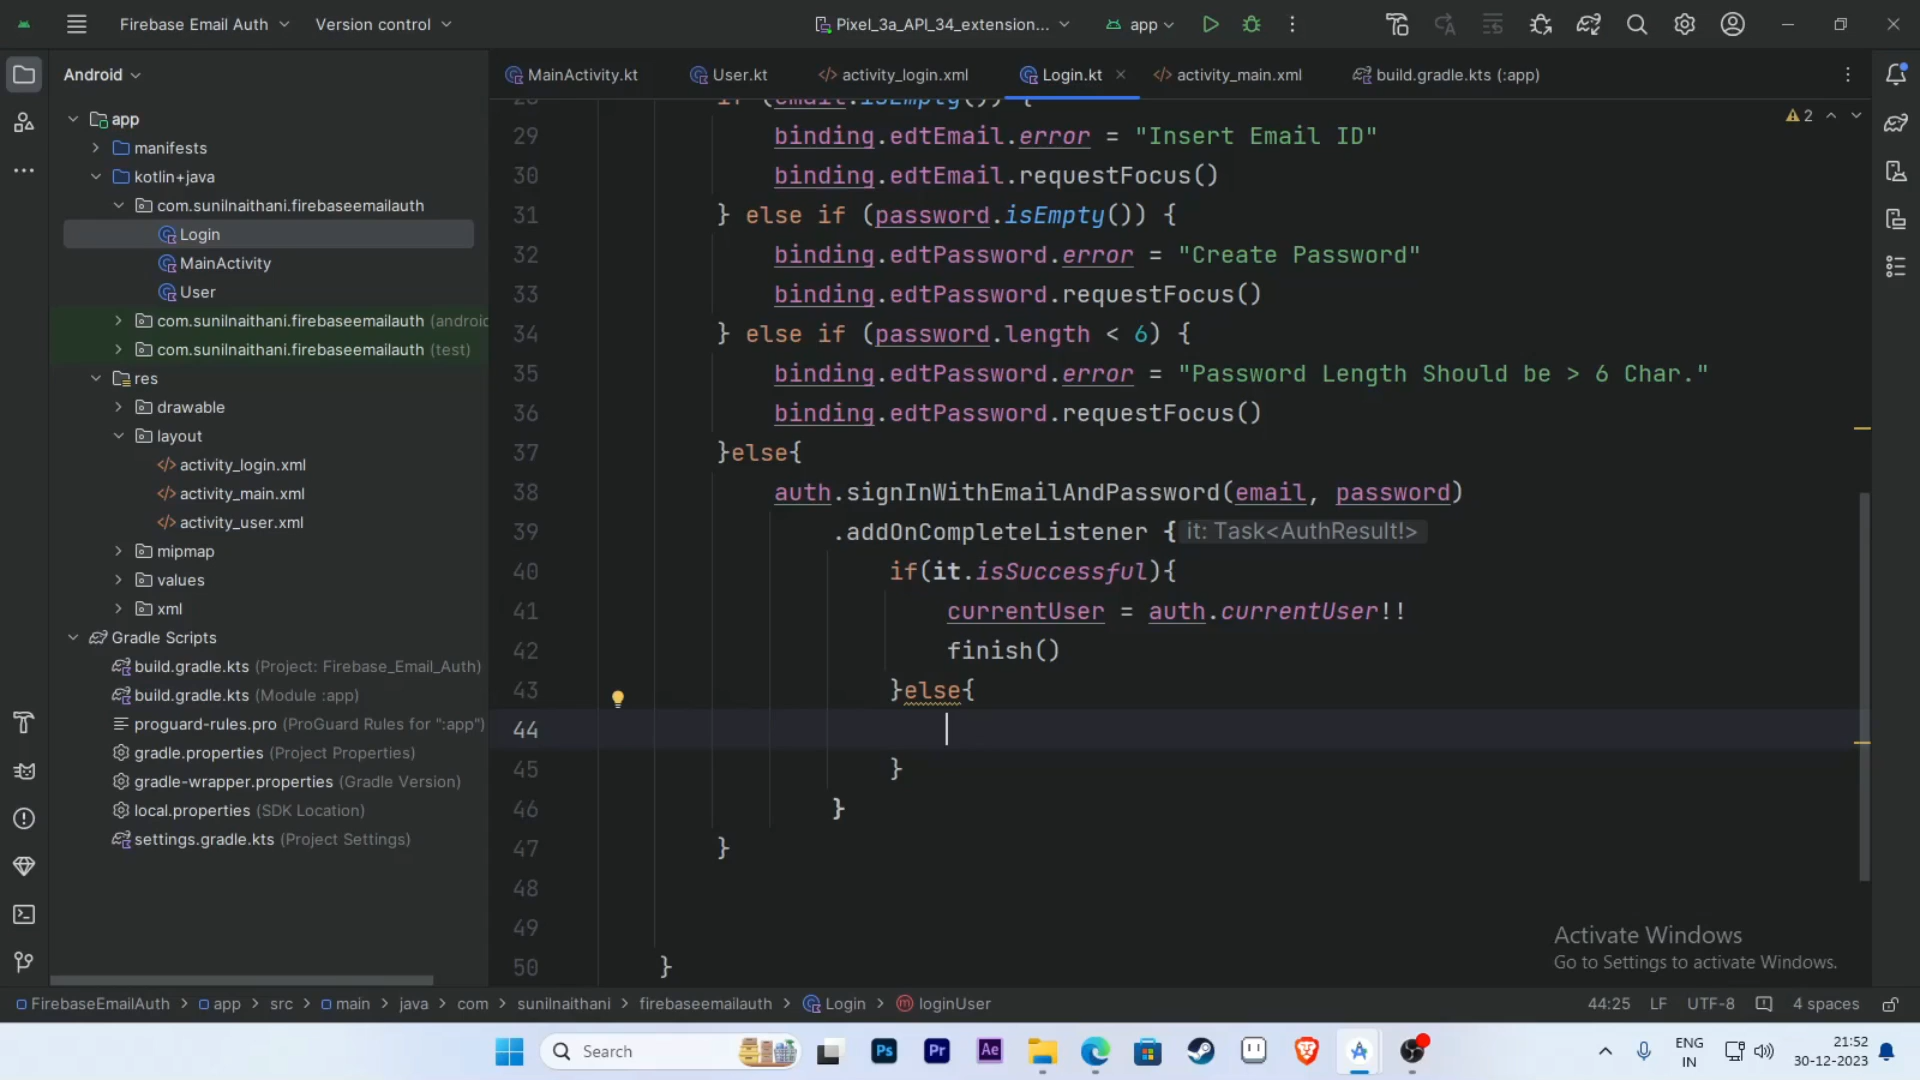 Firebase Email Auth
Version control
Pixel_3a_API_34_extension...
app
Android
MainActivity.kt
User.kt
activity_login.xml
Login.kt
activity_main.xml
build.gradle.kts (:app)
app
manifests
kotlin+java
com.sunilnaithani.firebaseemailauth
Login
MainActivity
User
com.sunilnaithani.firebaseemailauth (androi
com.sunilnaithani.firebaseemailauth (test)
res
drawable
layout
activity_login.xml
activity_main.xml
activity_user.xml
mipmap
values
xml
Gradle Scripts
build.gradle.kts (Project: Firebase_Email_Auth)
build.gradle.kts (Module :app)
proguard-rules.pro (ProGuard Rules for ":app")
gradle.properties (Project Properties)
gradle-wrapper.properties (Gradle Version)
local.properties (SDK Location)
settings.gradle.kts (Project Settings)
2
28 if (email.isEmpty()) {
29 binding.edtEmail.error = "Insert Email ID"
30 binding.edtEmail.requestFocus()
31 } else if (password.isEmpty()) {
32 binding.edtPassword.error = "Create Password"
33 binding.edtPassword.requestFocus()
34 } else if (password.length < 6) {
35 binding.edtPassword.error = "Password Length Should be > 6 Char."
36 binding.edtPassword.requestFocus()
37 }else{
38 auth.signInWithEmailAndPassword(email, password)
39 .addOnCompleteListener { it: Task<AuthResult!>
40 if(it.isSuccessful){
41 currentUser = auth.currentUser!!
42 finish()
43 }else{
44
45 }
46 }
47 }
48
49
50 }
Activate Windows
Go to Settings to activate Windows.
FirebaseEmailAuth > app > src > main > java > com > sunilnaithani > firebaseemailauth > Login > loginUser
44:25 LF UTF-8 4 spaces
Search
Ps
Pr
Ae
ENG
IN
21:52
30-12-2023